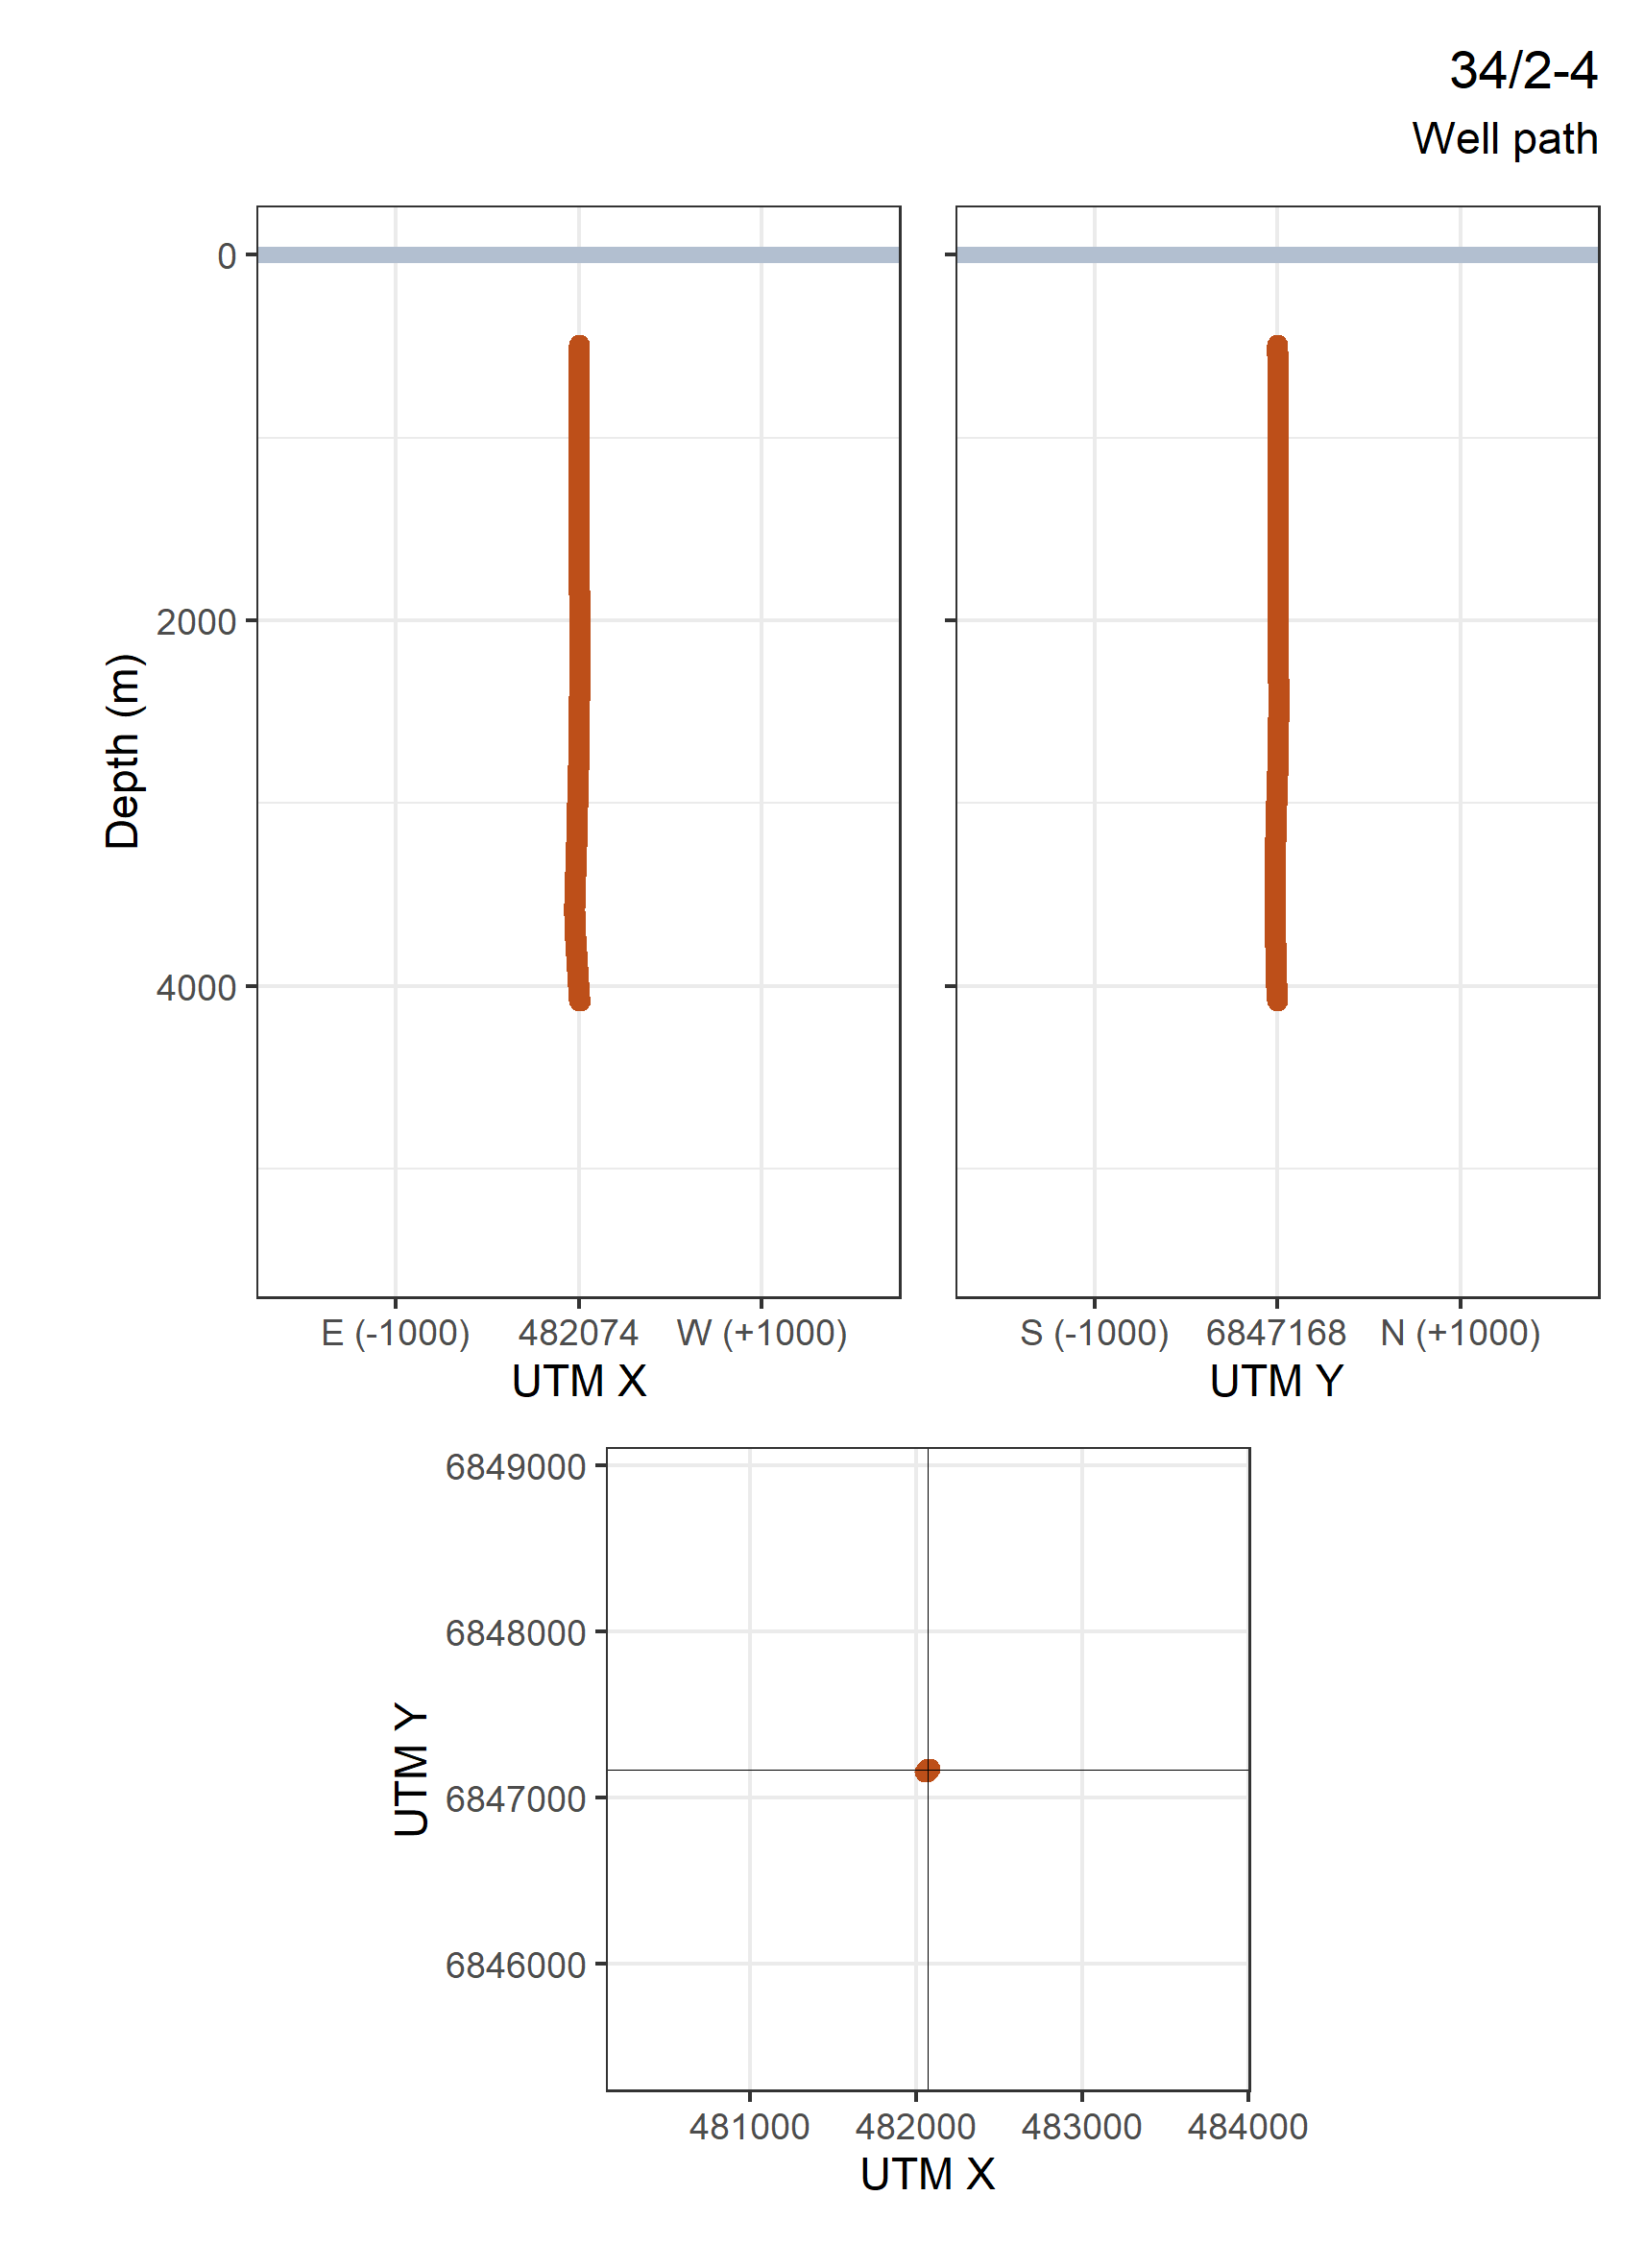 34/2-4
Well path
0
2000
4000
Depth (m)
E (-1000) 482074 W (+1000)
UTM X
S (-1000) 6847168 N (+1000)
UTM Y
6849000
6848000
6847000
6846000
UTM Y
481000 482000 483000 484000
UTM X